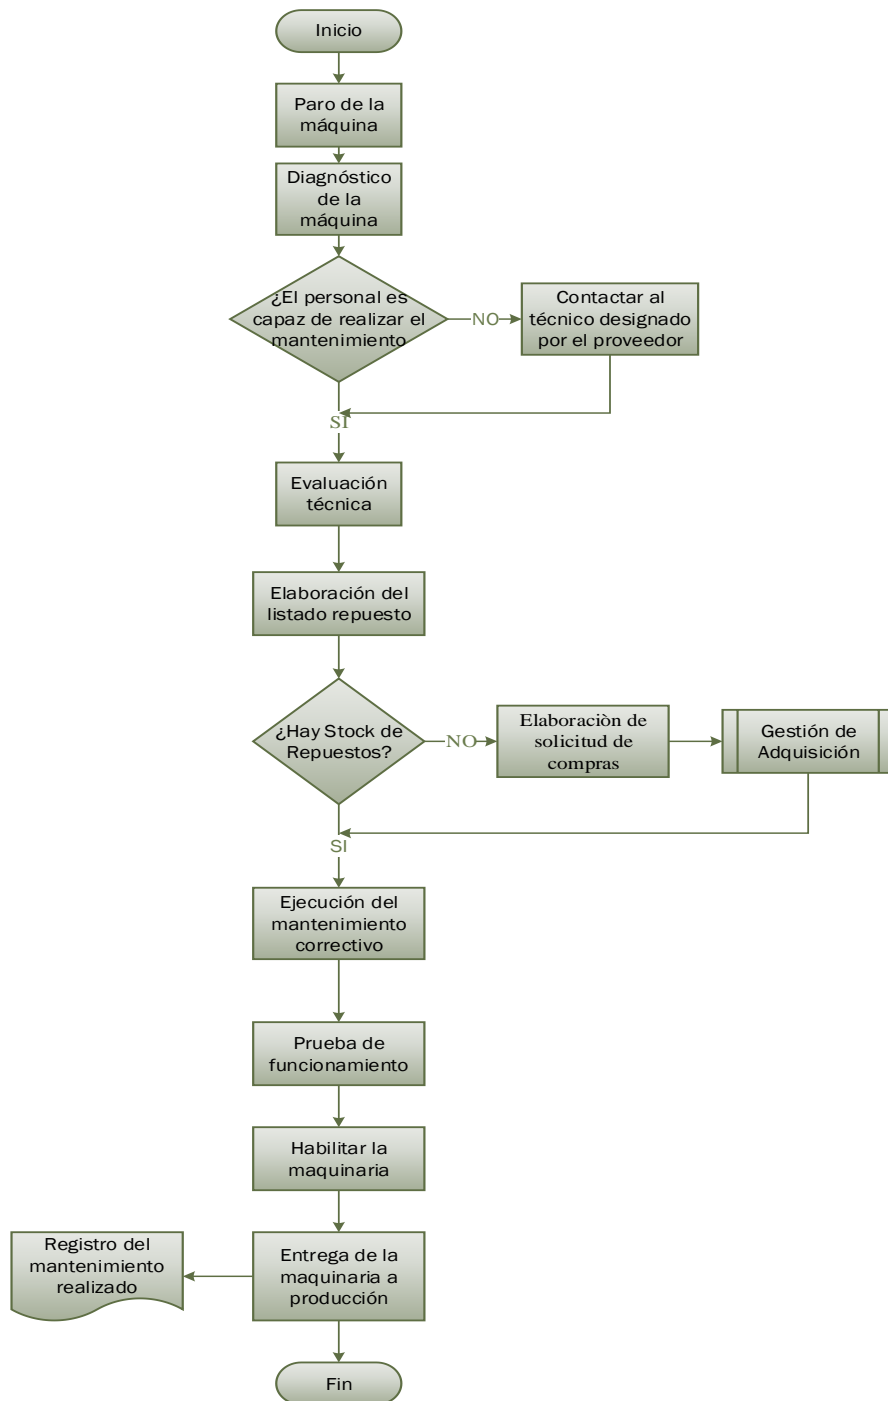 Inicio
Paro de la
máquina
Diagnóstico
de la
máquina
¿El personal es
capaz de realizar el
mantenimiento
NO
Contactar al
técnico designado
por el proveedor
SI
Evaluación
técnica
Elaboración del
listado repuesto
¿Hay Stock de
Repuestos?
NO
Elaboraciòn de
solicitud de
compras
Gestión de
Adquisición
SI
Ejecución del
mantenimiento
correctivo
Prueba de
funcionamiento
Habilitar la
maquinaria
Registro del
mantenimiento
realizado
Entrega de la
maquinaria a
producción
Fin